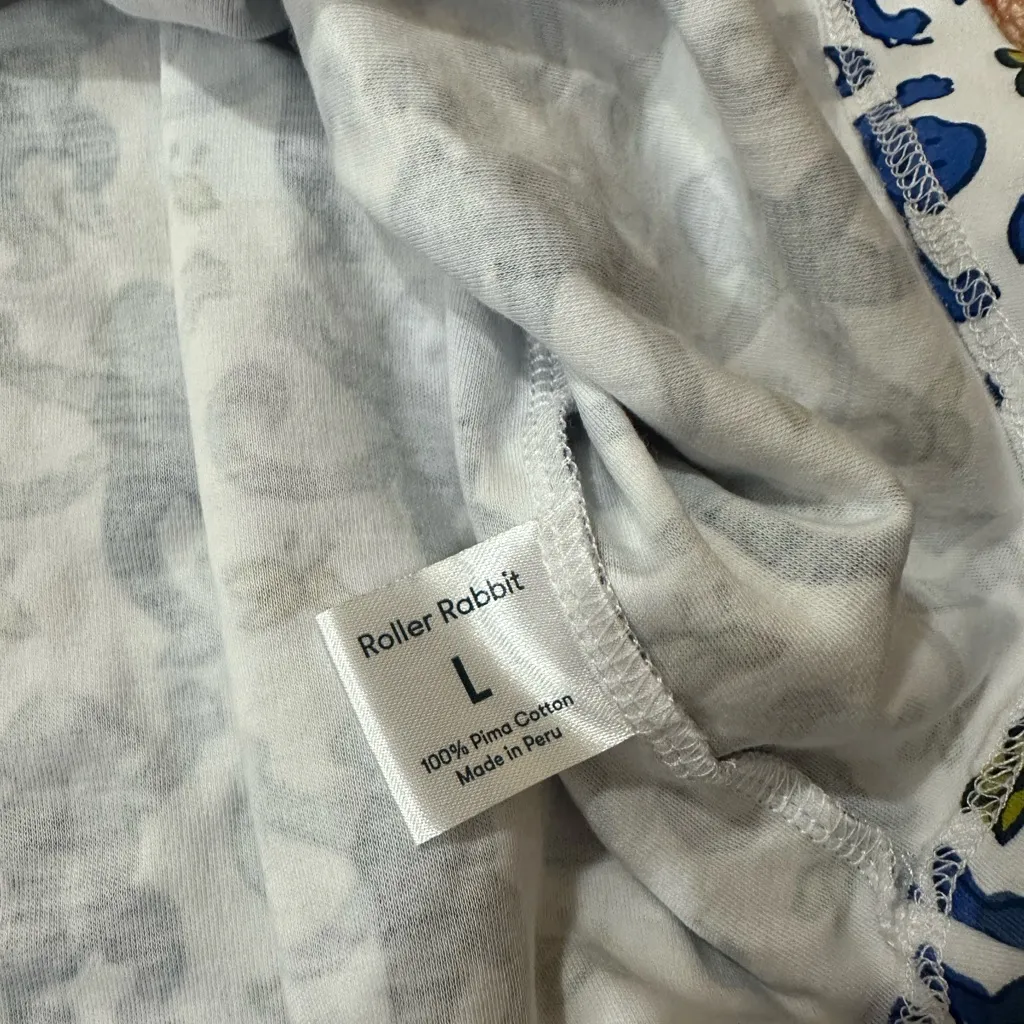 Roller Rabbit
L
100% Pima Cotton
Made in Peru